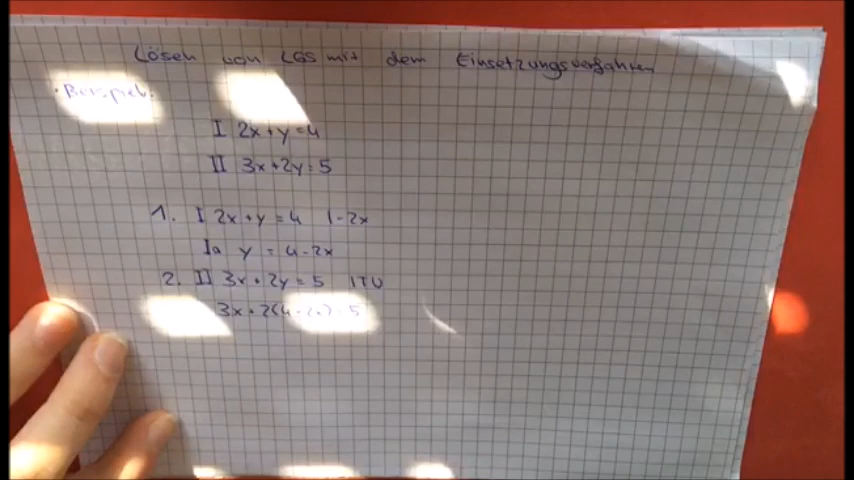 Lösen von LGS mit dem Einsetzungsverfahren
· Beispiel ·
I 2x+y=4
II 3x+2y=5
1. I 2x+y=4 |-2x
Ia y = 4-2x
2. II 3x+2y=5 |TU
3x+2(4-2x)=5